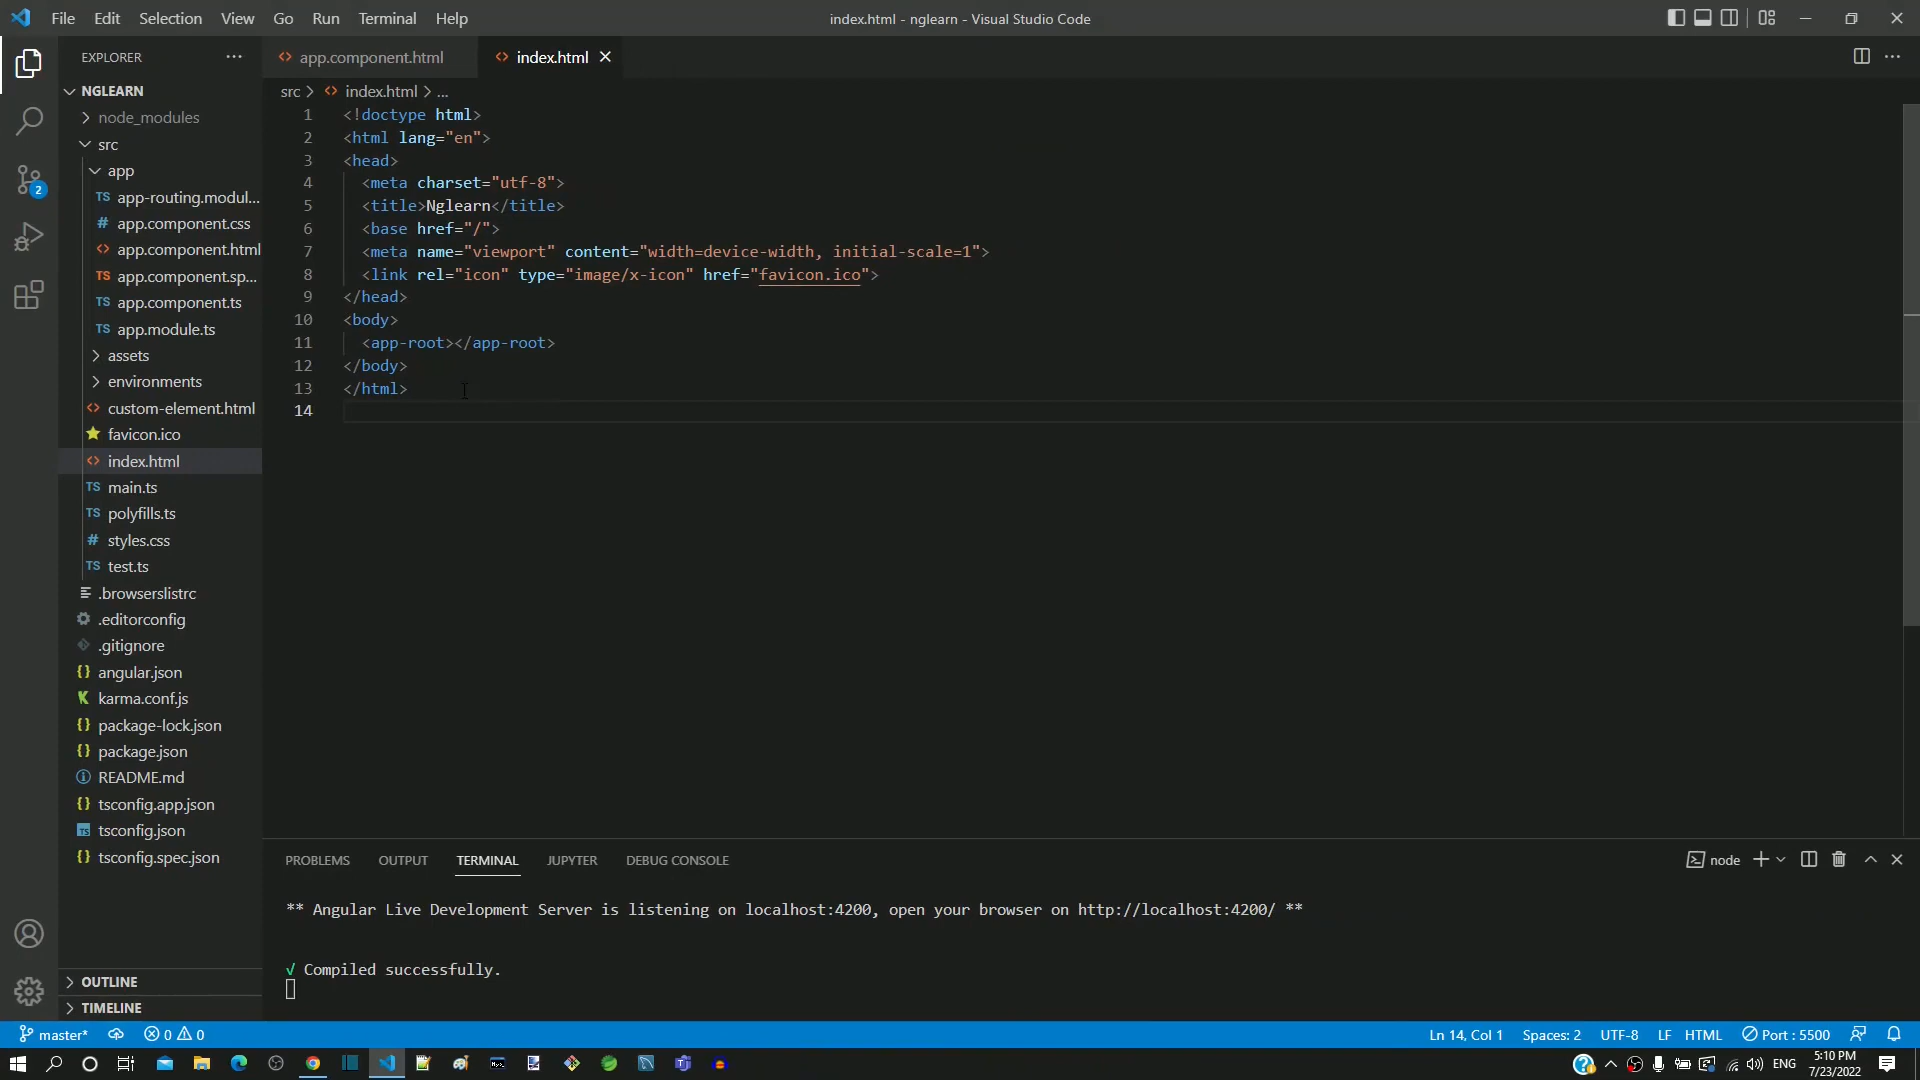 File Edit Selection View Go Run Terminal Help
index.html - nglearn - Visual Studio Code
EXPLORER
NGLEARN
node_modules
src
app
TS app-routing.modul...
# app.component.css
<> app.component.html
TS app.component.sp...
TS app.component.ts
TS app.module.ts
assets
environments
<> custom-element.html
favicon.ico
<> index.html
TS main.ts
TS polyfills.ts
# styles.css
TS test.ts
.browserslistrc
.editorconfig
.gitignore
{} angular.json
K karma.conf.js
{} package-lock.json
{} package.json
README.md
{} tsconfig.app.json
TS tsconfig.json
{} tsconfig.spec.json
OUTLINE
TIMELINE
2
<> app.component.html
<> index.html
src > <> index.html > ...
1 <!doctype html>
2 <html lang="en">
3 <head>
4 <meta charset="utf-8">
5 <title>Nglearn</title>
6 <base href="/">
7 <meta name="viewport" content="width=device-width, initial-scale=1">
8 <link rel="icon" type="image/x-icon" href="favicon.ico">
9 </head>
10 <body>
11 <app-root></app-root>
12 </body>
13 </html>
14
PROBLEMS OUTPUT TERMINAL JUPYTER DEBUG CONSOLE
node
** Angular Live Development Server is listening on localhost:4200, open your browser on http://localhost:4200/ **
√ Compiled successfully.
master* 0 0
Ln 14, Col 1 Spaces: 2 UTF-8 LF HTML Port : 5500
ENG
5:10 PM
7/23/2022